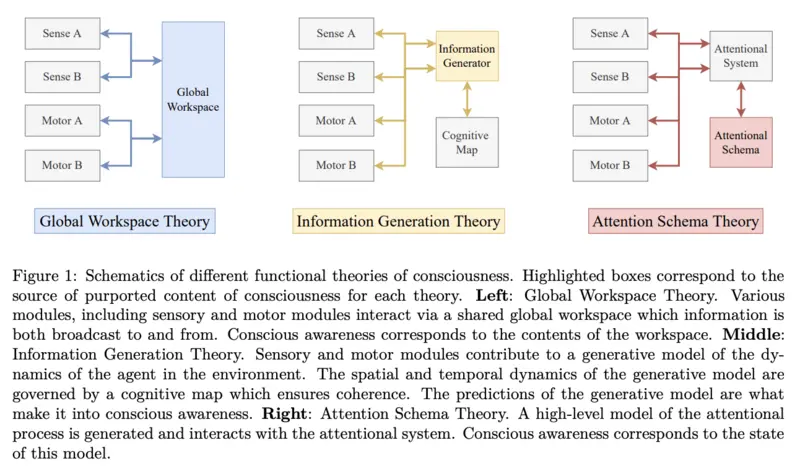 Sense A
Sense B
Motor A
Motor B
Global
Workspace
Global Workspace Theory
Sense A
Sense B
Motor A
Motor B
Information
Generator
Cognitive
Map
Information Generation Theory
Sense A
Sense B
Motor A
Motor B
Attentional
System
Attentional
Schema
Attention Schema Theory
Figure 1: Schematics of different functional theories of consciousness. Highlighted boxes correspond to the
source of purported content of consciousness for each theory. Left: Global Workspace Theory. Various
modules, including sensory and motor modules interact via a shared global workspace which information is
both broadcast to and from. Conscious awareness corresponds to the contents of the workspace. Middle:
Information Generation Theory. Sensory and motor modules contribute to a generative model of the dy-
namics of the agent in the environment. The spatial and temporal dynamics of the generative model are
governed by a cognitive map which ensures coherence. The predictions of the generative model are what
make it into conscious awareness. Right: Attention Schema Theory. A high-level model of the attentional
process is generated and interacts with the attentional system. Conscious awareness corresponds to the state
of this model.